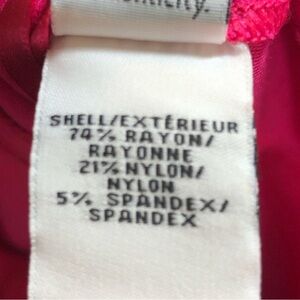 SHELL/EXTÉRIEUR
74% RAYON/
RAYONNE
21% NYLON/
NYLON
5% SPANDEX/
SPANDEX